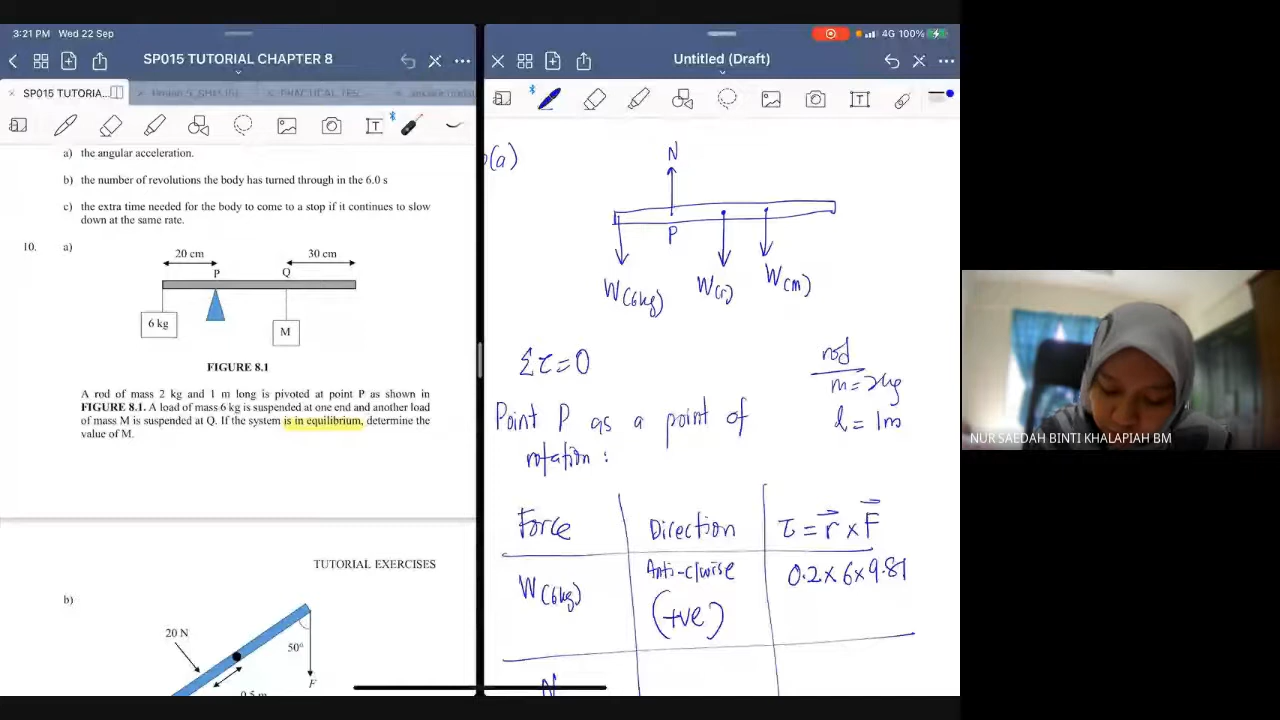 3:21 PM Wed 22 Sep
4G 100%
SP015 TUTORIAL CHAPTER 8
Untitled (Draft)
SP015 TUTORIA...
a) the angular acceleration.
b) the number of revolutions the body has turned through in the 6.0 s
c) the extra time needed for the body to come to a stop if it continues to slow
down at the same rate.
10. a)
20 cm
30 cm
P
Q
6 kg
M
FIGURE 8.1
A rod of mass 2 kg and 1 m long is pivoted at point P as shown in
FIGURE 8.1. A load of mass 6 kg is suspended at one end and another load
of mass M is suspended at Q. If the system is in equilibrium, determine the
value of M.
TUTORIAL EXERCISES
b)
20 N
50°
F
0.5 m
(a)
N
P
W(6kg)
W(r)
W(m)
Στ = 0
rod
m = 2kg
l = 1m
Point P as a point of
rotation :
Force
Direction
τ = r⃗ x F⃗
W(6kg)
Anti-c/wise
(+ve)
0.2 x 6 x 9.81
N
NUR SAEDAH BINTI KHALAPIAH BM